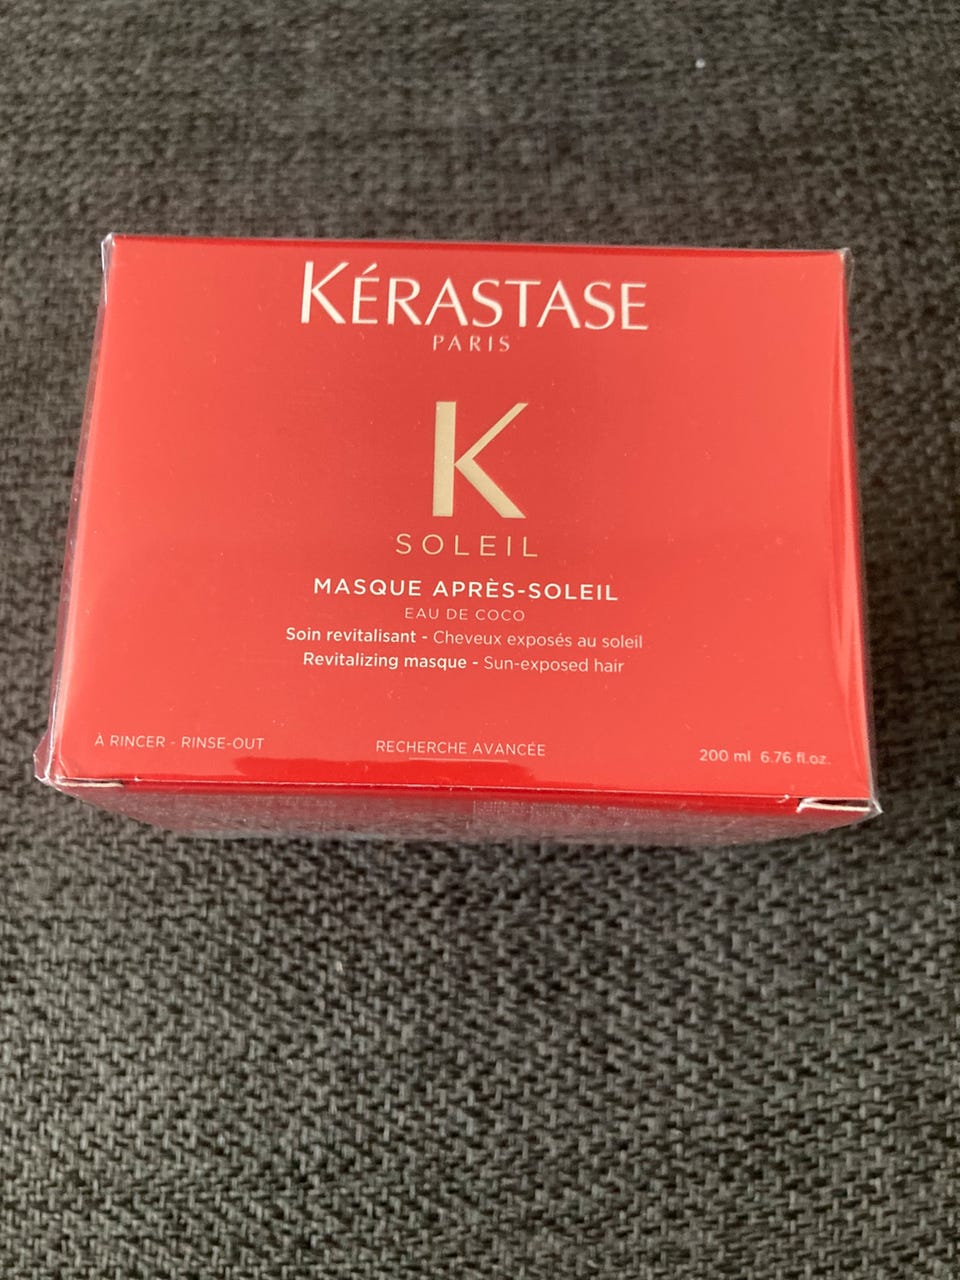 KÉRASTASE
PARIS
K
SOLEIL
MASQUE APRÈS-SOLEIL
EAU DE COCO
Soin revitalisant - Cheveux exposés au soleil
Revitalizing masque - Sun-exposed hair
À RINCER - RINSE-OUT
RECHERCHE AVANCÉE
200 ml 6.76 fl.oz.